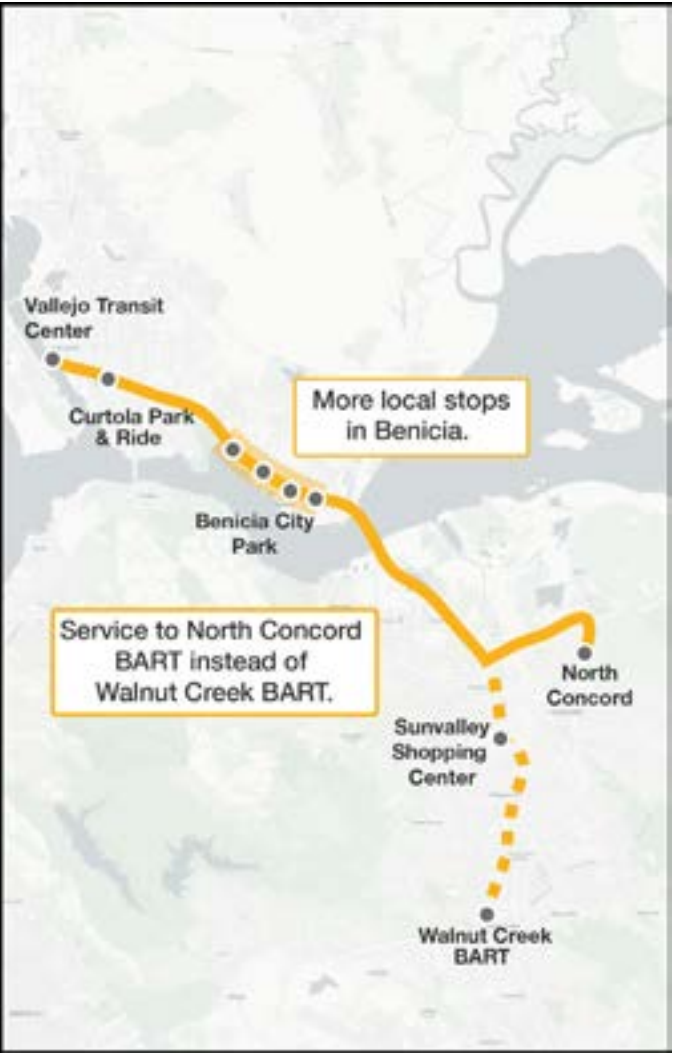 Vallejo Transit
Center
Curtola Park
& Ride
More local stops
in Benicia.
Benicia City
Park
Service to North Concord
BART instead of
Walnut Creek BART.
North
Concord
Sunvalley
Shopping
Center
Walnut Creek
BART